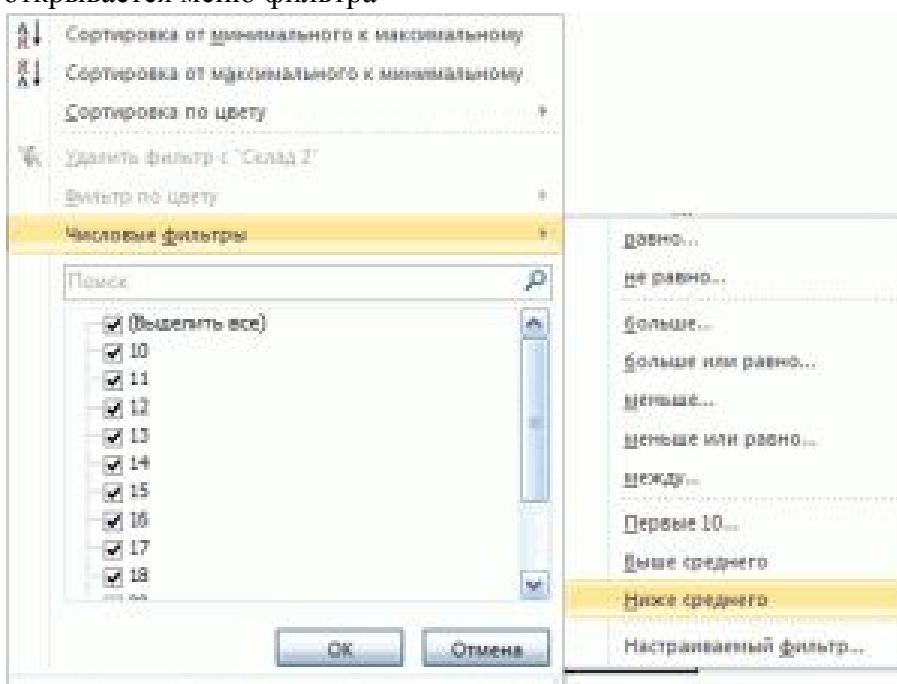 открывается меню фильтра
Сортировка от минимального к максимальному
Сортировка от максимального к минимальному
Сортировка по цвету
Удалить фильтр с "Склад 2"
Фильтр по цвету
Числовые фильтры
Поиск
(Выделить все)
10
11
12
13
14
15
16
17
18
ОК
Отмена
равно...
не равно...
больше...
больше или равно...
меньше...
меньше или равно...
между...
Первые 10...
Выше среднего
Ниже среднего
Настраиваемый фильтр...